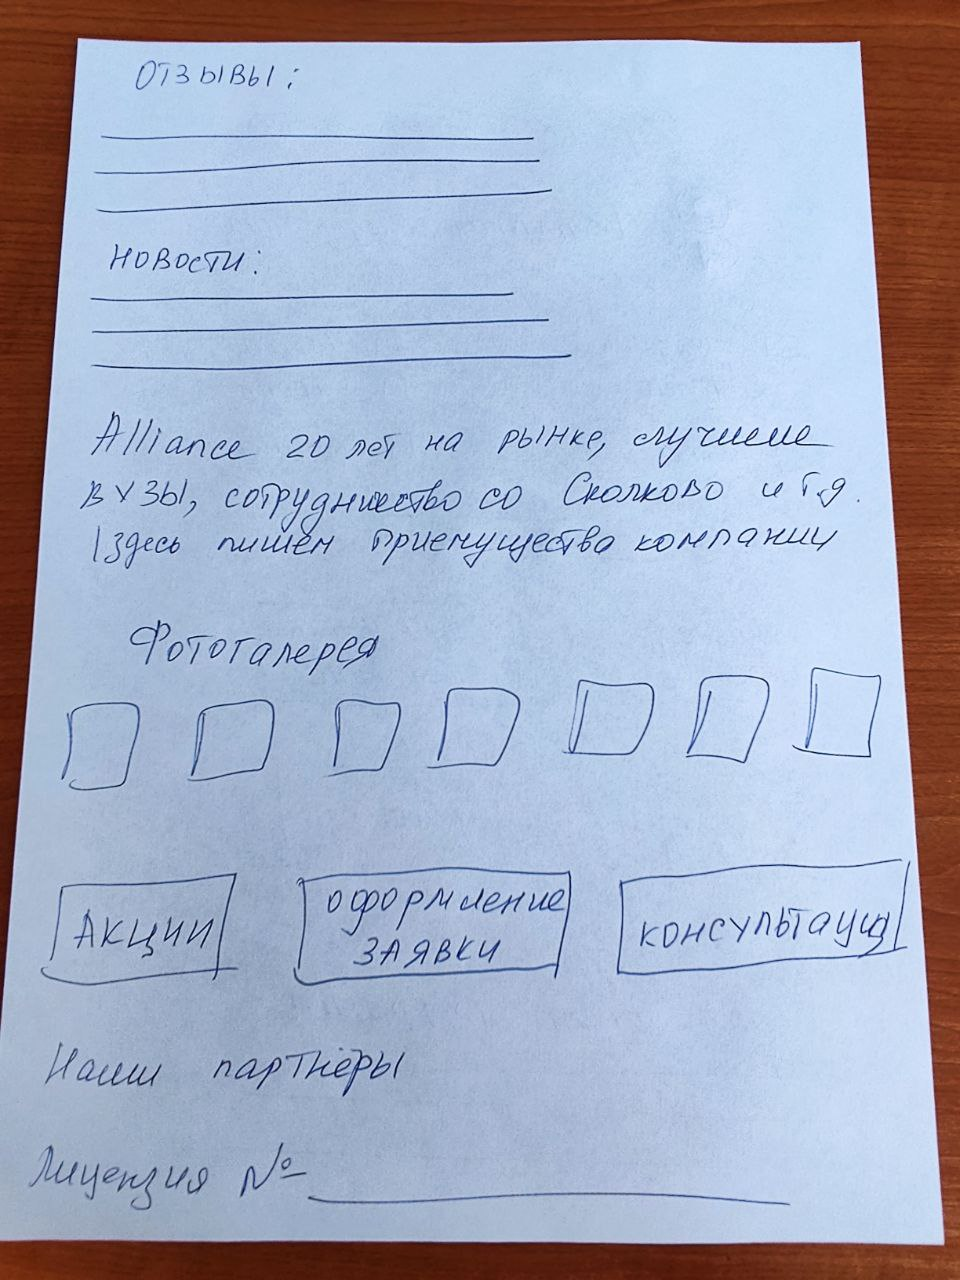 ОТЗЫВЫ:
НОВОСТИ:
Alliance 20 лет на рынке, лучшие
ВУЗЫ, сотрудничество со Сколково и т.д.
(здесь пишем приемущества компании
Фотогалерея
АКЦИИ
оформление
ЗАЯВКИ
консультация
Наши партнёры
Лицензия №